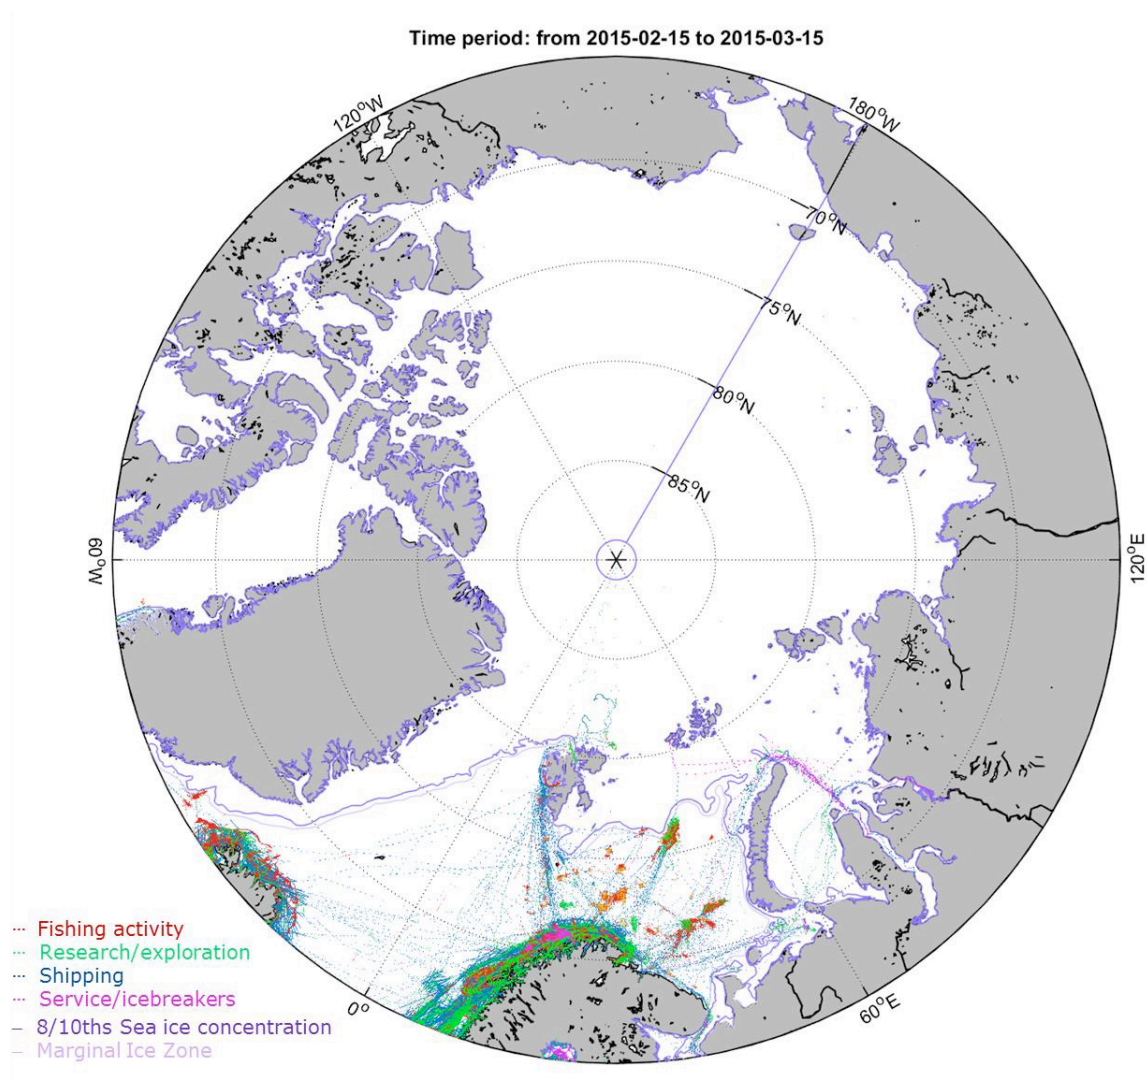 Time period: from 2015-02-15 to 2015-03-15
120°W
180°W
70°N
75°N
80°N
85°N
60°W
120°E
Fishing activity
Research/exploration
Shipping
Service/icebreakers
8/10ths Sea ice concentration
Marginal Ice Zone
0°
60°E